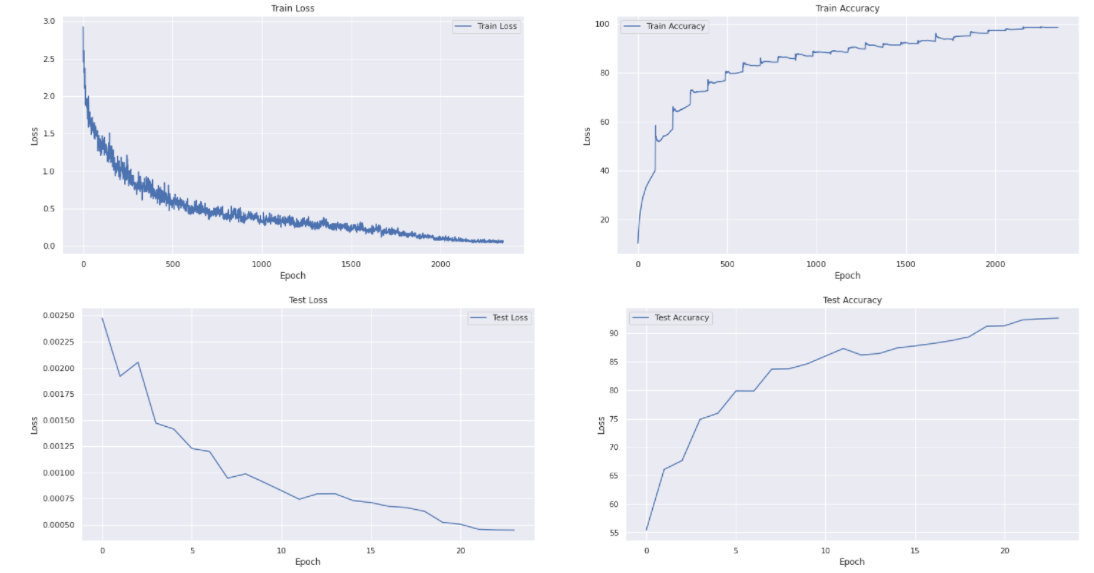 Train Loss
Train Loss
3.0
2.5
2.0
1.5
1.0
0.5
0.0
Loss
0 500 1000 1500 2000
Epoch
Train Accuracy
Train Accuracy
100
80
60
40
20
Loss
0 500 1000 1500 2000
Epoch
Test Loss
Test Loss
0.00250
0.00225
0.00200
0.00175
0.00150
0.00125
0.00100
0.00075
0.00050
Loss
0 5 10 15 20
Epoch
Test Accuracy
Test Accuracy
90
85
80
75
70
65
60
55
Loss
0 5 10 15 20
Epoch